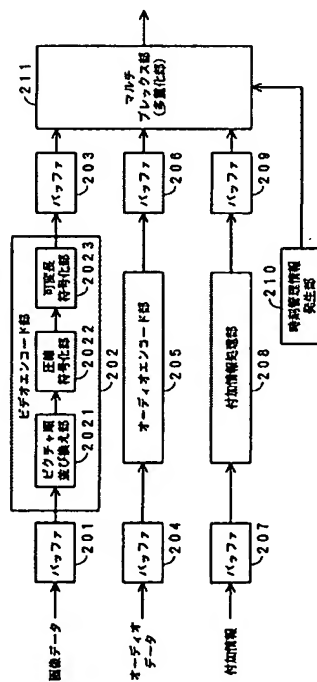 画像データ
バッファ
201
ビデオエンコード部
ピクチャ順
並び換え部
2021
圧縮
符号化部
2022
可変長
符号化部
2023
202
バッファ
203
オーディオ
データ
バッファ
204
オーディオエンコード部
205
バッファ
206
付加情報
バッファ
207
付加情報処理部
208
バッファ
209
時刻管理情報
発生部
210
211
マルチ
プレックス部
(多重化部)